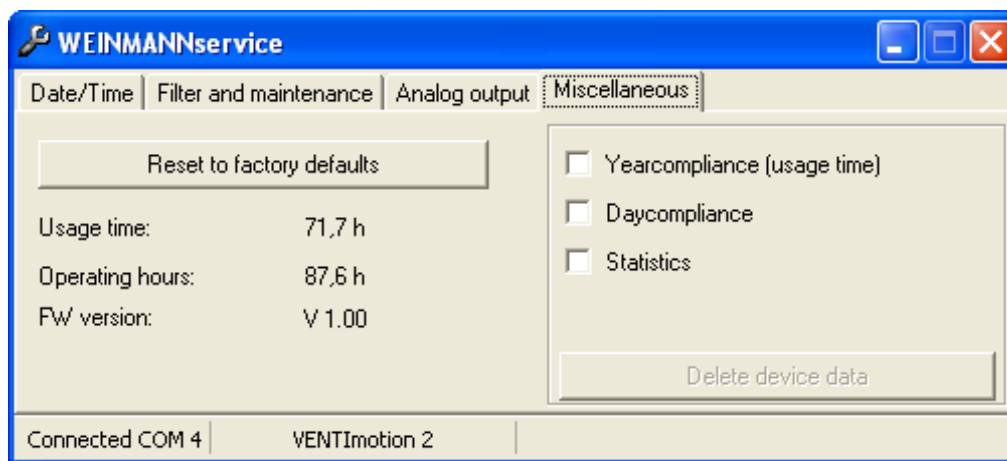 WEINMANNservice
Date/Time Filter and maintenance Analog output Miscellaneous
Reset to factory defaults
Usage time: 71,7 h
Operating hours: 87,6 h
FW version: V 1.00
Yearcompliance (usage time)
Daycompliance
Statistics
Delete device data
Connected COM 4 VENTImotion 2